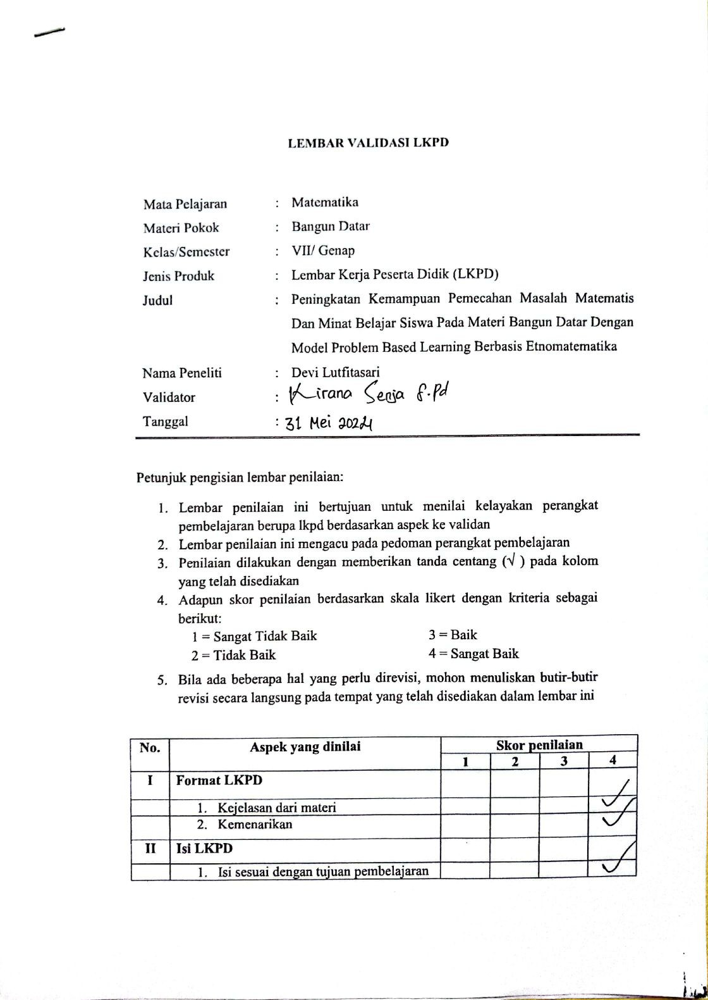 LEMBAR VALIDASI LKPD
Mata Pelajaran : Matematika
Materi Pokok : Bangun Datar
Kelas/Semester : VII/ Genap
Jenis Produk : Lembar Kerja Peserta Didik (LKPD)
Judul : Peningkatan Kemampuan Pemecahan Masalah Matematis
Dan Minat Belajar Siswa Pada Materi Bangun Datar Dengan
Model Problem Based Learning Berbasis Etnomatematika
Nama Peneliti : Devi Lutfitasari
Validator : Kirana Senja S.Pd
Tanggal : 31 Mei 2024
Petunjuk pengisian lembar penilaian:
1. Lembar penilaian ini bertujuan untuk menilai kelayakan perangkat
pembelajaran berupa lkpd berdasarkan aspek ke validan
2. Lembar penilaian ini mengacu pada pedoman perangkat pembelajaran
3. Penilaian dilakukan dengan memberikan tanda centang (√ ) pada kolom
yang telah disediakan
4. Adapun skor penilaian berdasarkan skala likert dengan kriteria sebagai
berikut:
1 = Sangat Tidak Baik 3 = Baik
2 = Tidak Baik 4 = Sangat Baik
5. Bila ada beberapa hal yang perlu direvisi, mohon menuliskan butir-butir
revisi secara langsung pada tempat yang telah disediakan dalam lembar ini
No. Aspek yang dinilai Skor penilaian
1 2 3 4
I Format LKPD
1. Kejelasan dari materi ✓
2. Kemenarikan ✓
II Isi LKPD
1. Isi sesuai dengan tujuan pembelajaran ✓